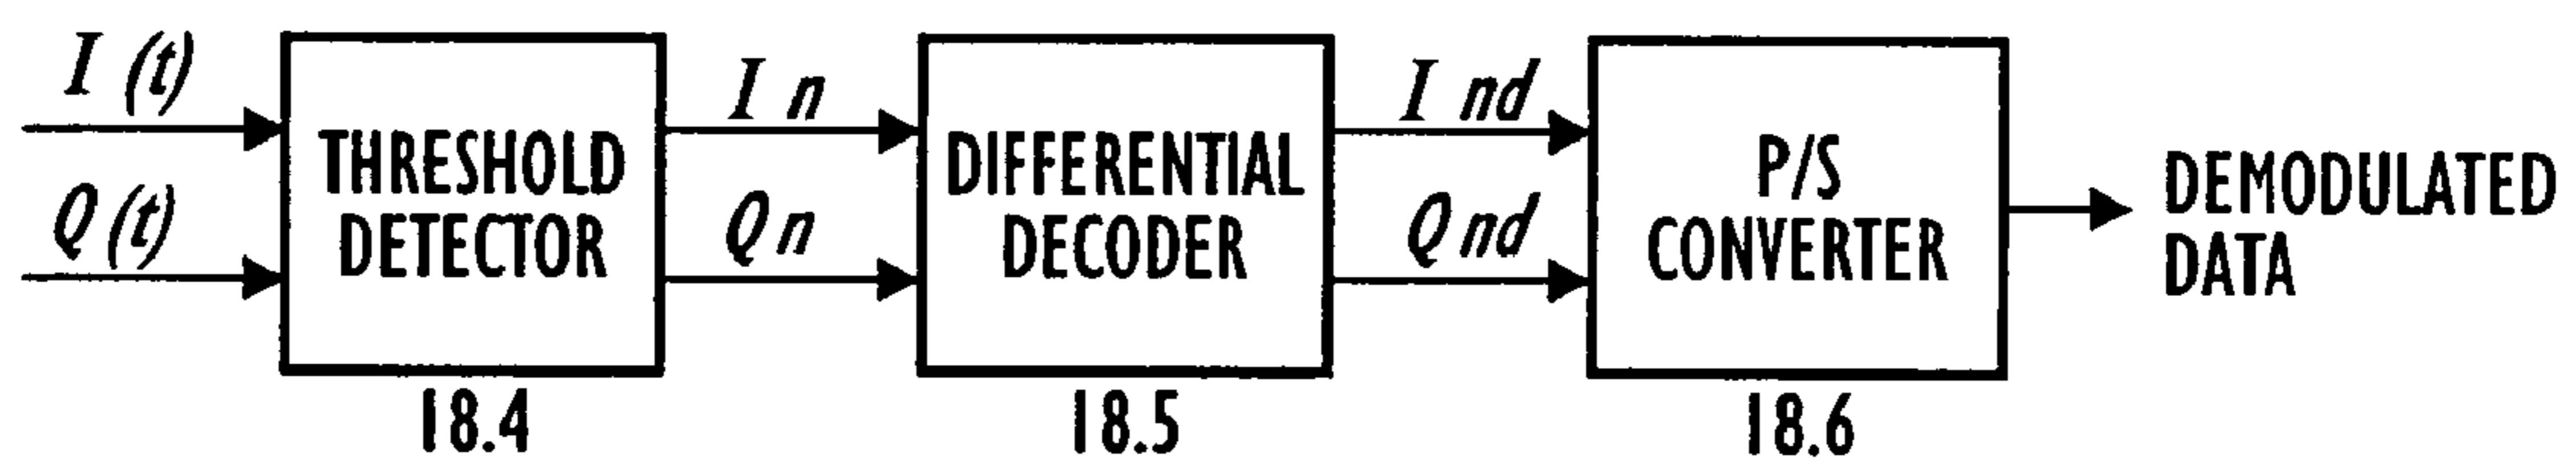 I (t)
Q (t)
THRESHOLD
DETECTOR
18.4
I n
Q n
DIFFERENTIAL
DECODER
18.5
I nd
Q nd
P/S
CONVERTER
18.6
DEMODULATED
DATA